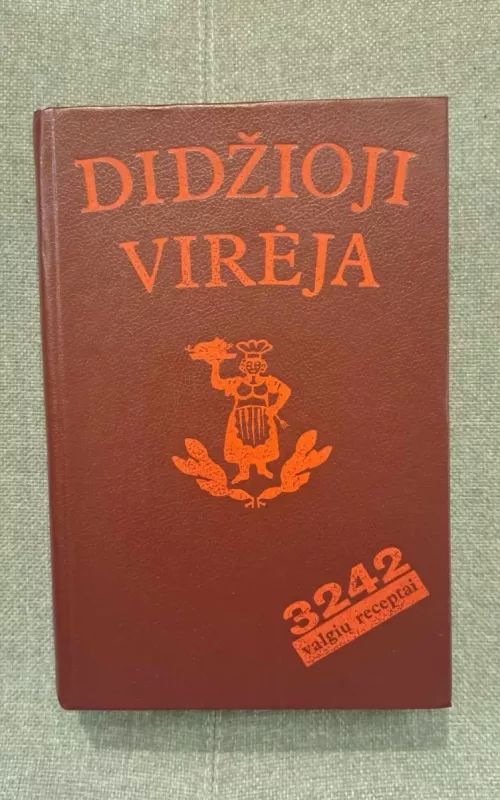 DIDŽIOJI
VIRĖJA
3242
valgių receptai